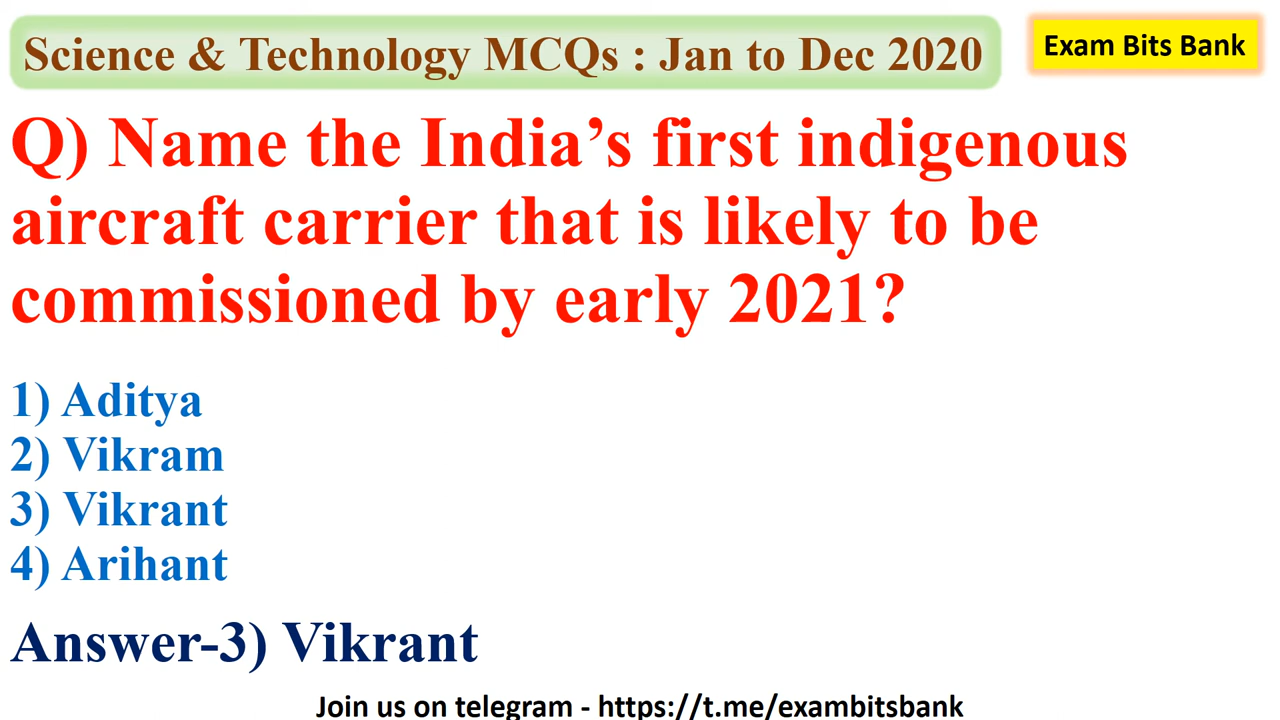 Science & Technology MCQs : Jan to Dec 2020
Exam Bits Bank
Q) Name the India’s first indigenous
aircraft carrier that is likely to be
commissioned by early 2021?
1) Aditya
2) Vikram
3) Vikrant
4) Arihant
Answer-3) Vikrant
Join us on telegram - https://t.me/exambitsbank